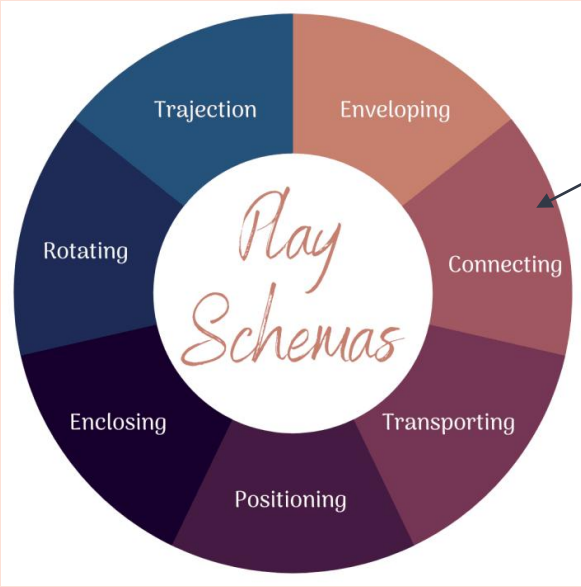 Trajection
Enveloping
Play
Schemas
Rotating
Connecting
Enclosing
Transporting
Positioning